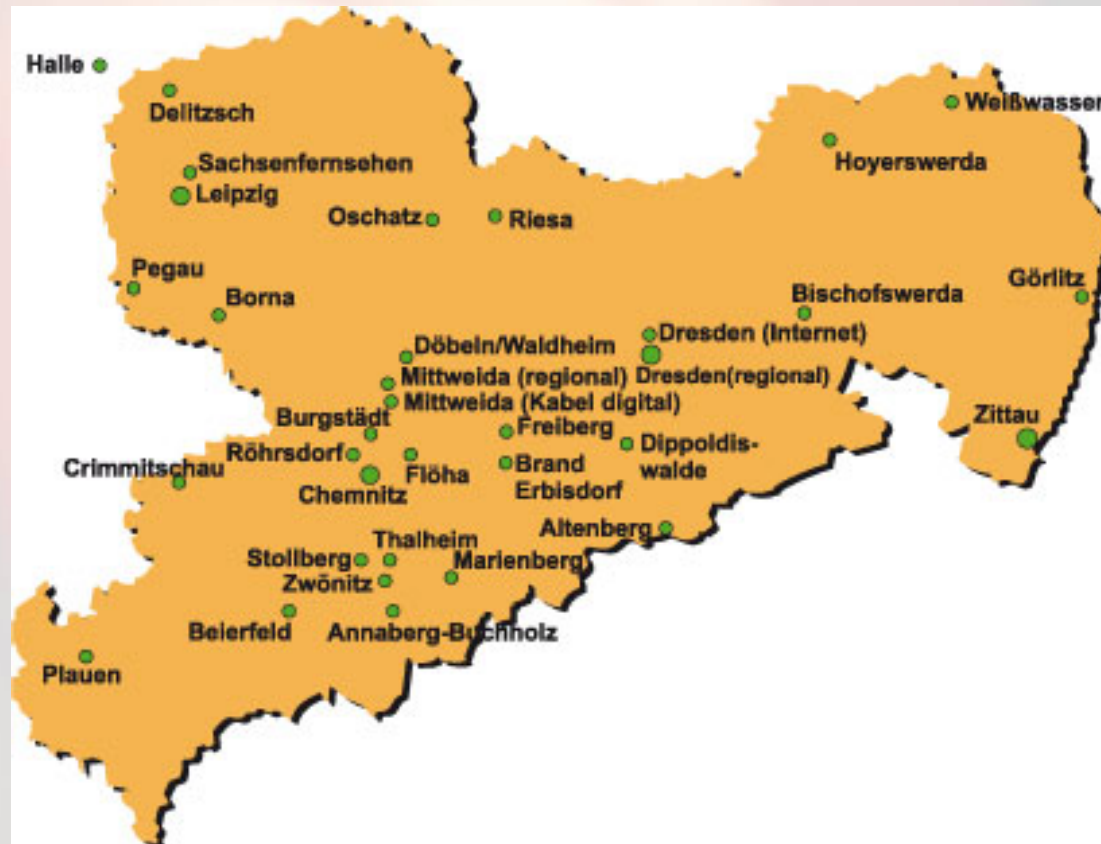 Halle
Weißwasser
Delitzsch
Hoyerswerda
Sachsenfernsehen
Leipzig
Oschatz
Riesa
Pegau
Görlitz
Borna
Bischofswerda
Dresden (Internet)
Döbeln/Waldheim
Dresden(regional)
Mittweida (regional)
Mittweida (Kabel digital)
Burgstädt
Freiberg
Zittau
Dippoldis-
walde
Röhrsdorf
Flöha
Brand
Erbisdorf
Crimmitschau
Chemnitz
Altenberg
Thalheim
Stollberg
Marienberg
Zwönitz
Beierfeld
Annaberg-Buchholz
Plauen